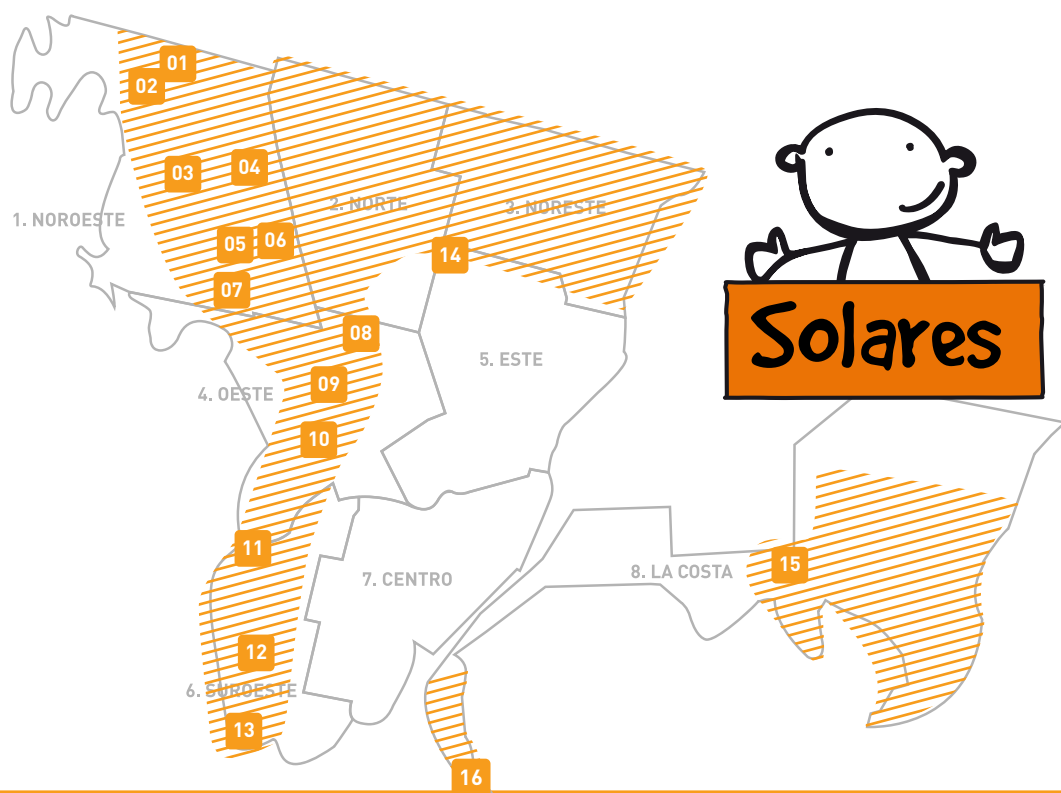 01
02
03
04
1. NOROESTE
2. NORTE
3. NORESTE
05
06
14
07
08
Solares
5. ESTE
09
4. OESTE
10
11
15
8. LA COSTA
7. CENTRO
12
6. SUROESTE
13
16